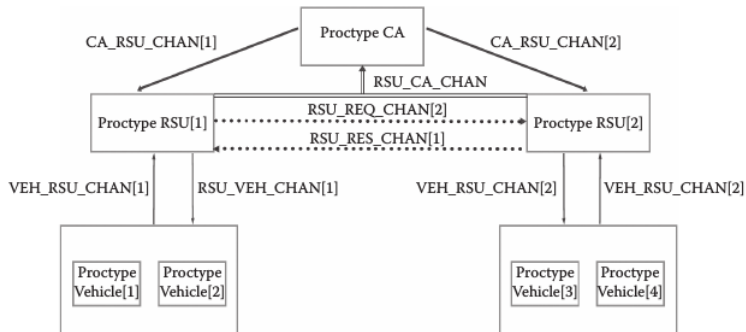 Proctype CA
CA_RSU_CHAN[1]
CA_RSU_CHAN[2]
RSU_CA_CHAN
Proctype RSU[1]
RSU_REQ_CHAN[2]
Proctype RSU[2]
RSU_RES_CHAN[1]
VEH_RSU_CHAN[1]
RSU_VEH_CHAN[1]
VEH_RSU_CHAN[2]
VEH_RSU_CHAN[2]
Proctype
Vehicle[1]
Proctype
Vehicle[2]
Proctype
Vehicle[3]
Proctype
Vehicle[4]